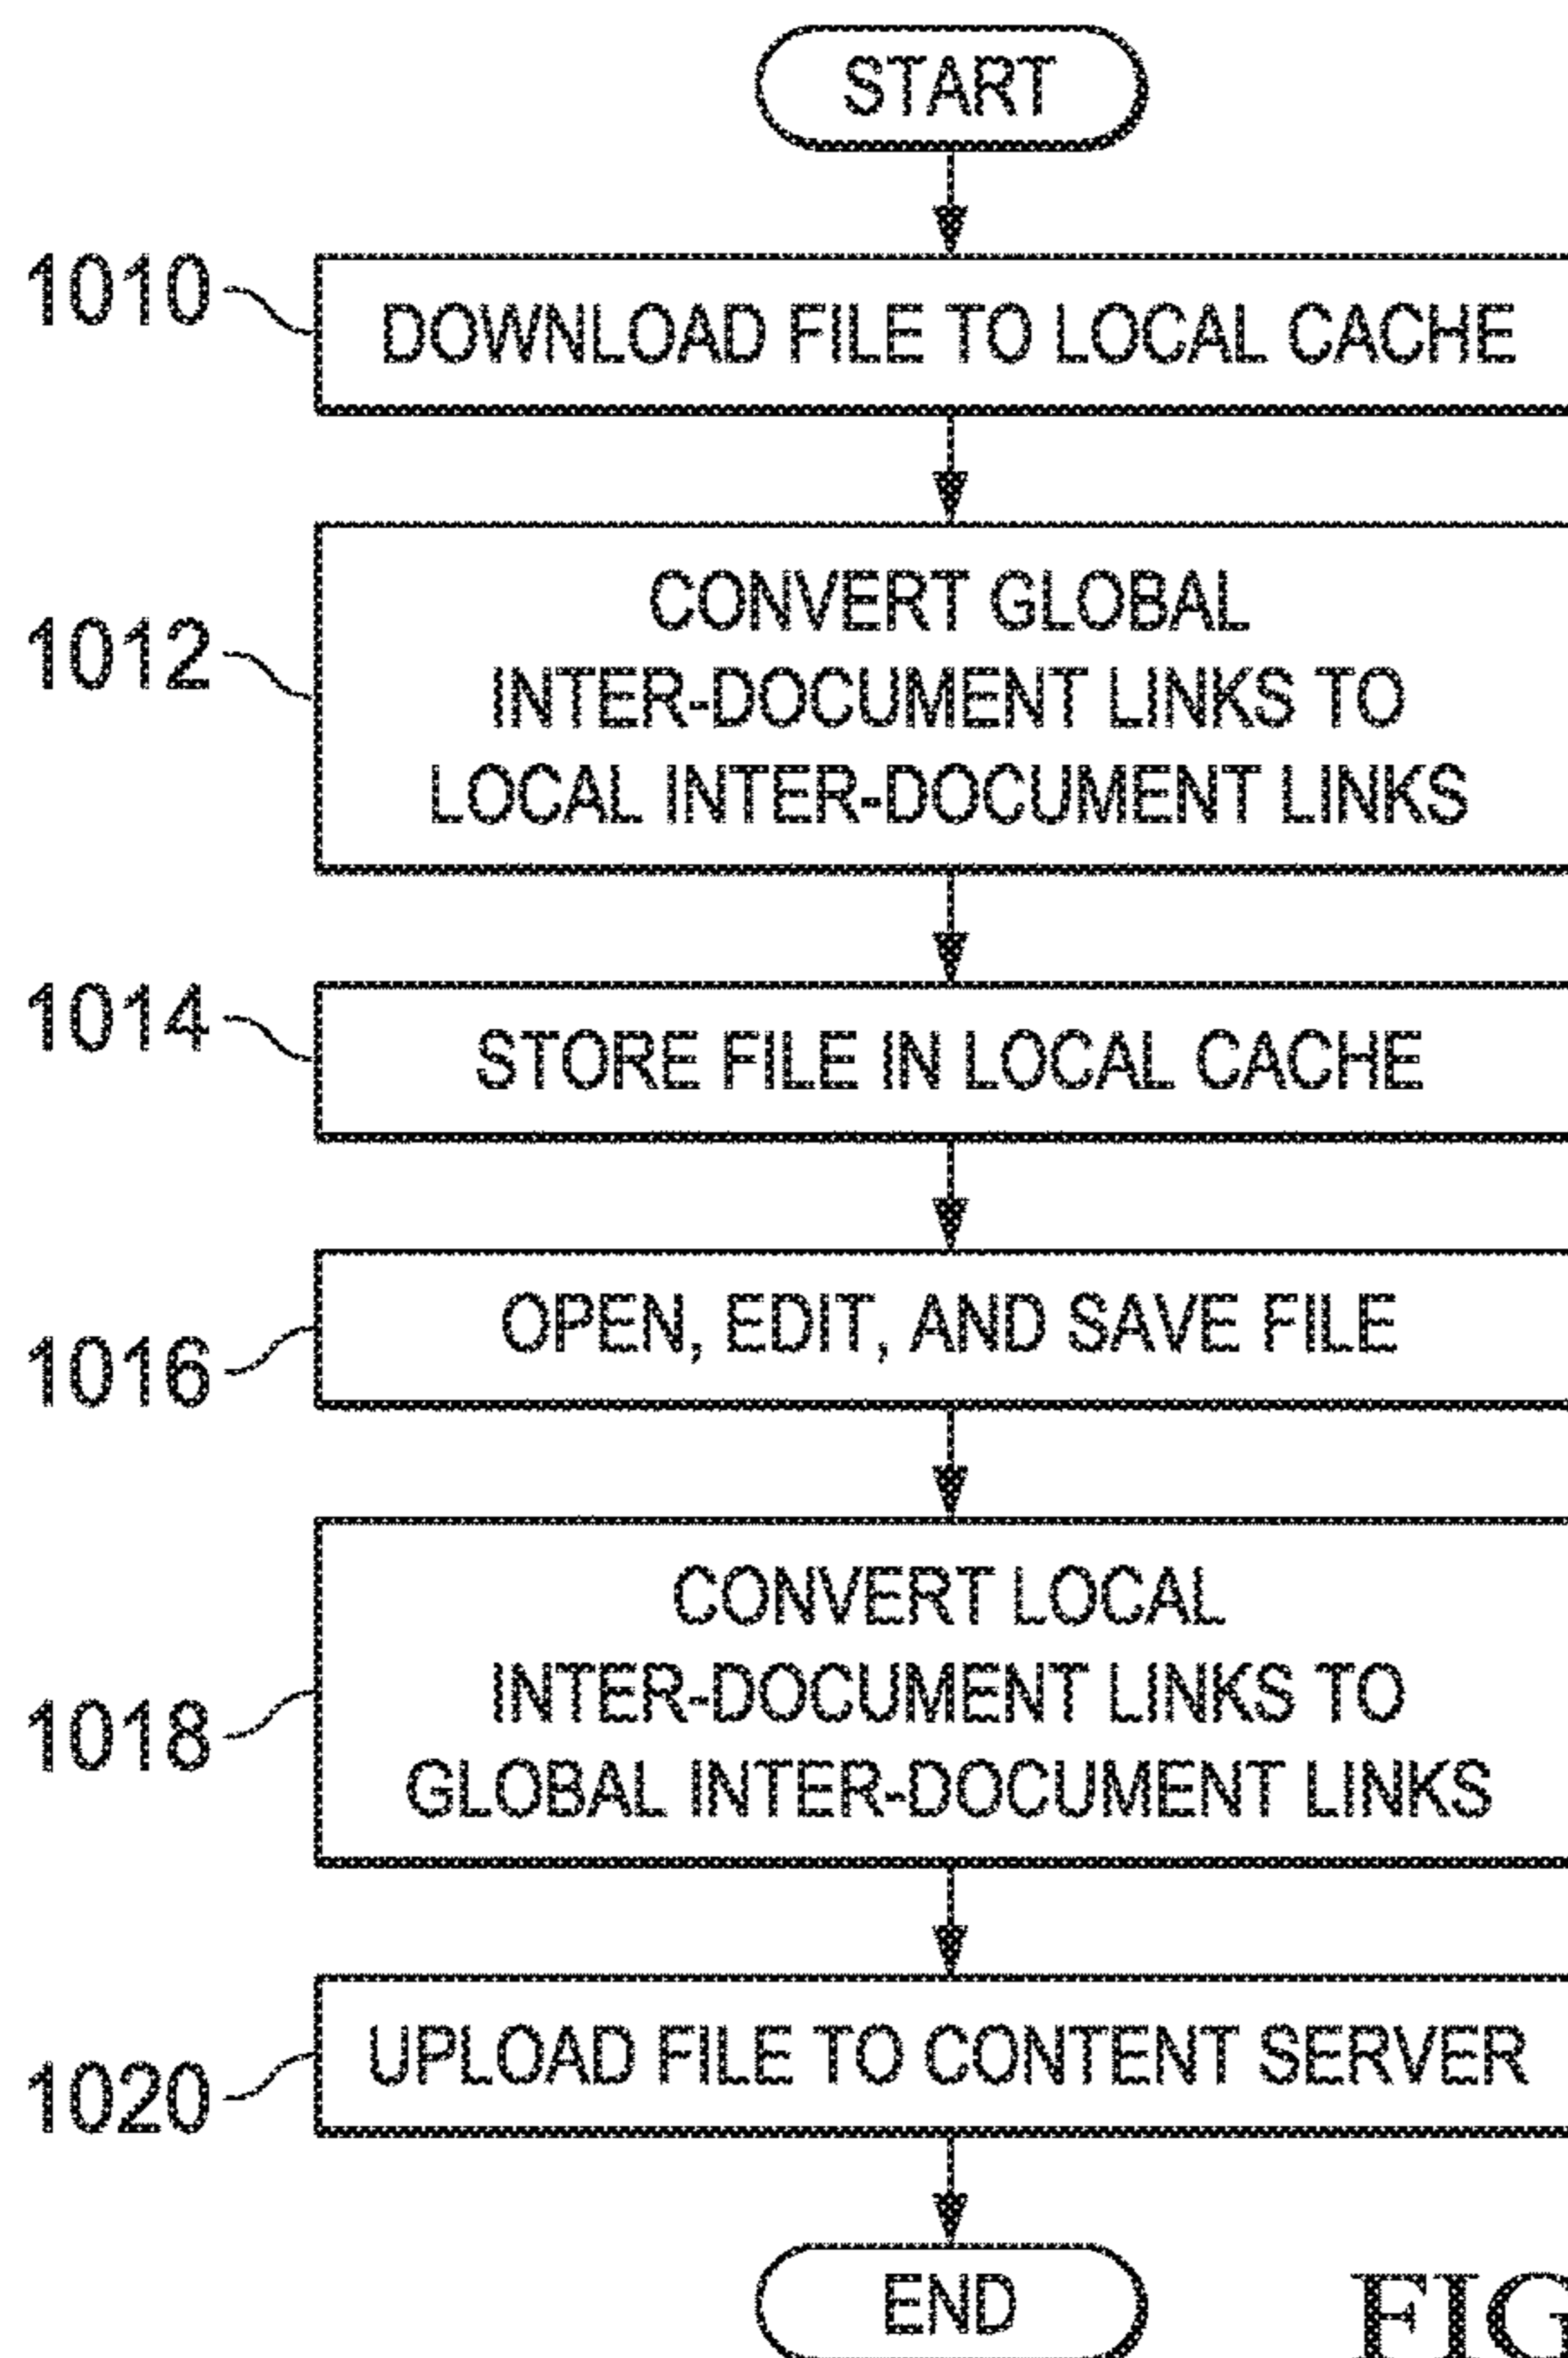 START
1010
DOWNLOAD FILE TO LOCAL CACHE
1012
CONVERT GLOBAL
INTER-DOCUMENT LINKS TO
LOCAL INTER-DOCUMENT LINKS
1014
STORE FILE IN LOCAL CACHE
1016
OPEN, EDIT, AND SAVE FILE
1018
CONVERT LOCAL
INTER-DOCUMENT LINKS TO
GLOBAL INTER-DOCUMENT LINKS
1020
UPLOAD FILE TO CONTENT SERVER
END
FIG